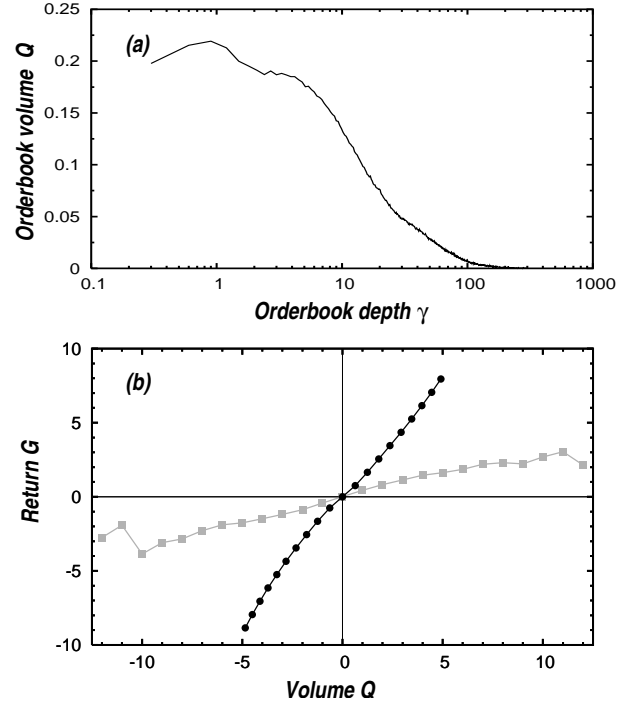 0.25
(a)
0.2
0.15
0.1
0.05
0
Orderbook volume Q
0.1 1 10 100 1000
Orderbook depth γ
10
(b)
5
0
-5
-10
Return G
-10 -5 0 5 10
Volume Q